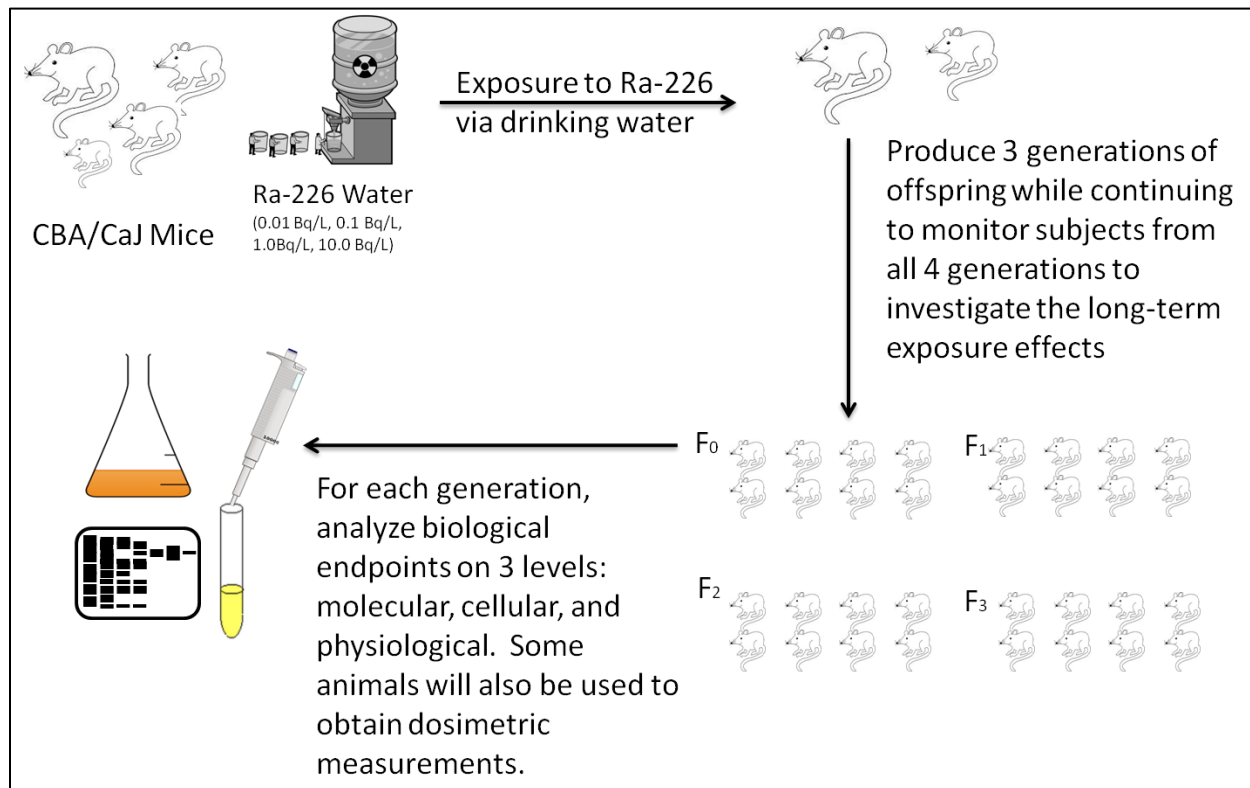 Exposure to Ra-226
via drinking water
Ra-226 Water
(0.01 Bq/L, 0.1 Bq/L,
1.0Bq/L, 10.0 Bq/L)
CBA/CaJ Mice
Produce 3 generations of
offspring while continuing
to monitor subjects from
all 4 generations to
investigate the long-term
exposure effects
F0
F1
F2
F3
For each generation,
analyze biological
endpoints on 3 levels:
molecular, cellular, and
physiological. Some
animals will also be used to
obtain dosimetric
measurements.